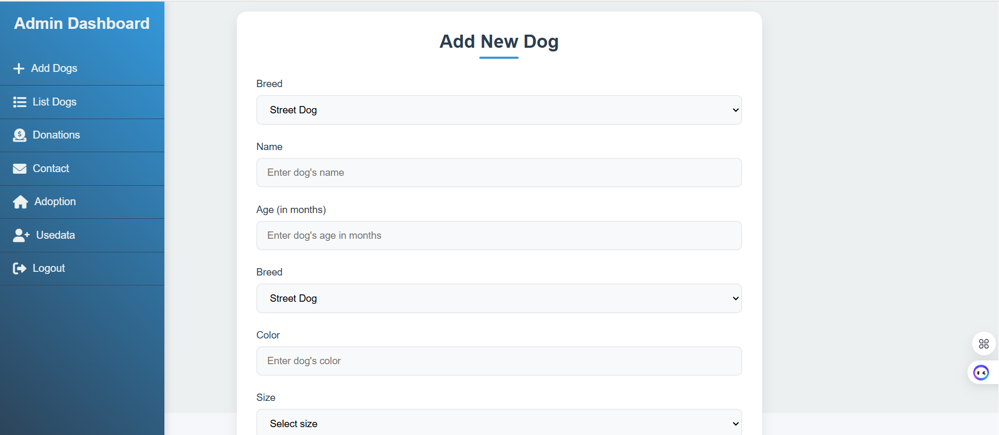 Admin Dashboard
Add Dogs
List Dogs
Donations
Contact
Adoption
Usedata
Logout
Add New Dog
Breed
Street Dog
Name
Enter dog's name
Age (in months)
Enter dog's age in months
Breed
Street Dog
Color
Enter dog's color
Size
Select size